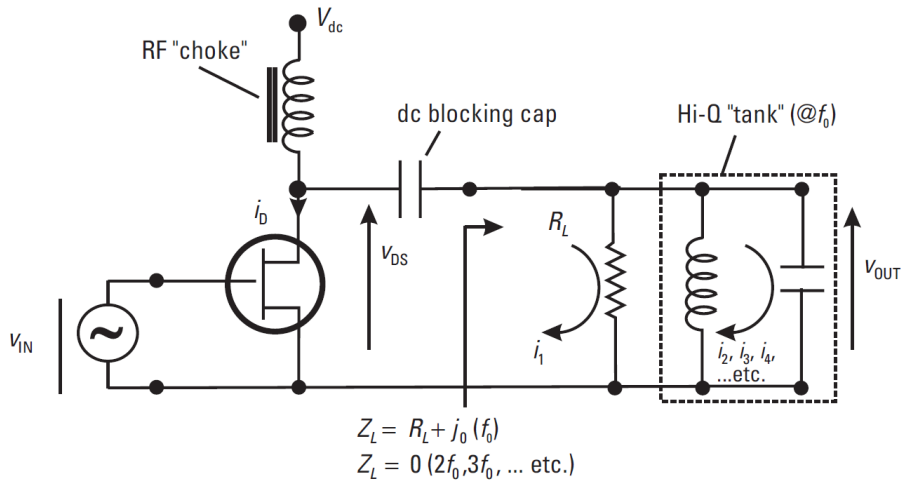 V_dc
RF "choke"
dc blocking cap
Hi-Q "tank" (@f_0)
i_D
v_DS
R_L
v_OUT
v_IN
i_1
i_2, i_3, i_4,
...etc.
Z_L = R_L + j_0 (f_0)
Z_L = 0 (2f_0, 3f_0, ... etc.)